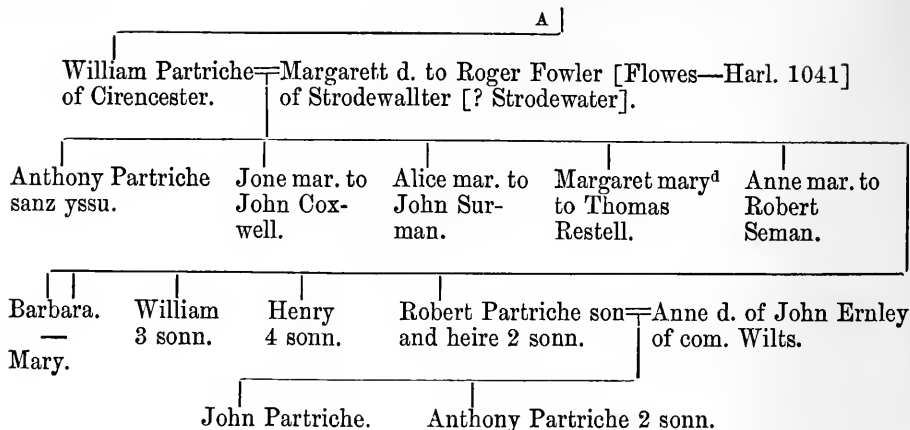 A
William Partriche Margarett d. to Roger Fowler [Flowes—Harl. 1041]
of Cirencester. of Strodewallter [? Strodewater].
Anthony Partriche Jone mar. to Alice mar. to Margaret mary^d Anne mar. to
sanz yssu. John Cox- John Sur- to Thomas Robert
well. man. Restell. Seman.
Barbara. William Henry Robert Partriche son Anne d. of John Ernley
— 3 sonn. 4 sonn. and heire 2 sonn. of com. Wilts.
Mary.
John Partriche. Anthony Partriche 2 sonn.